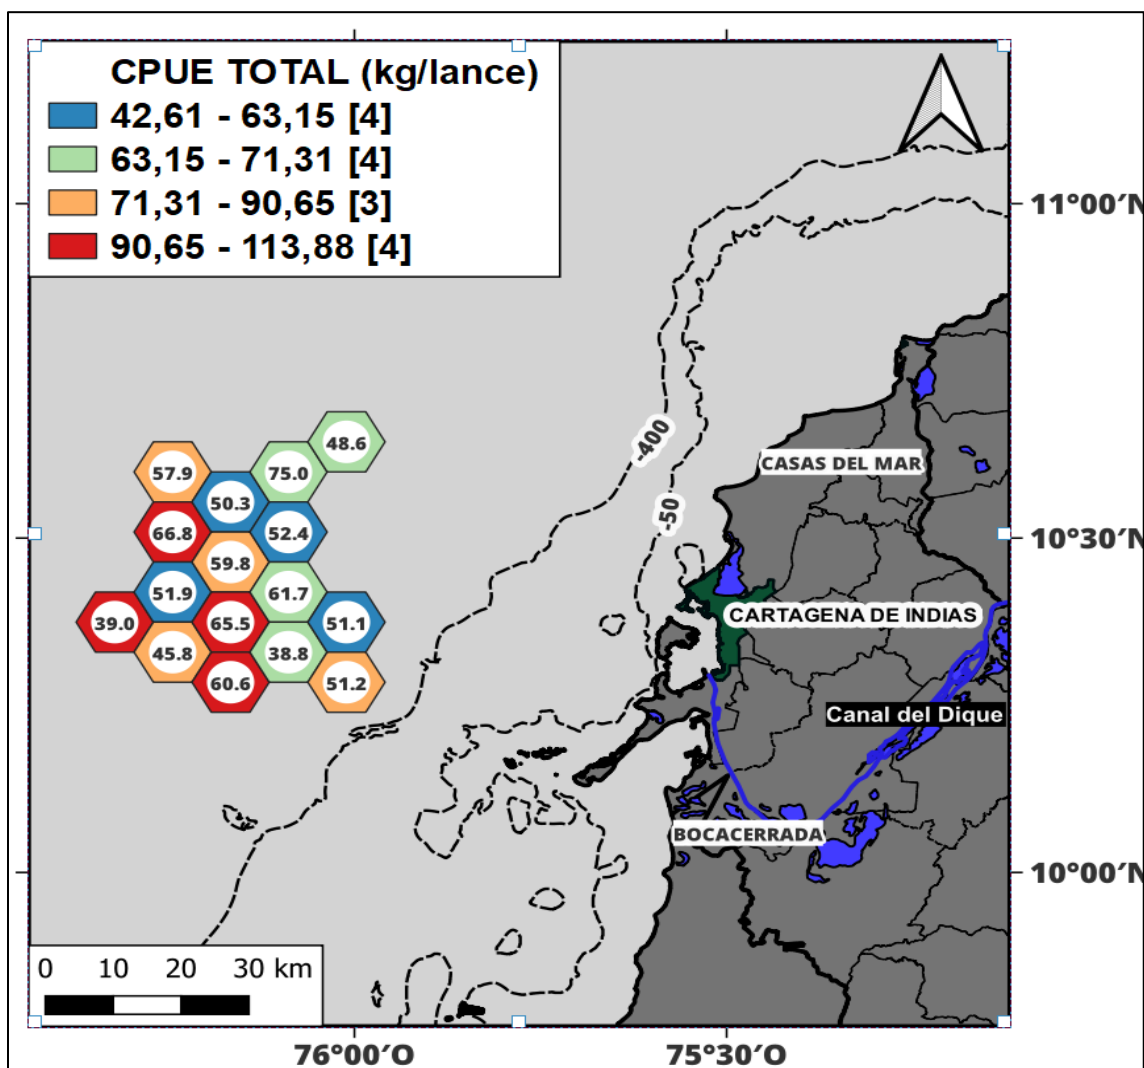 CPUE TOTAL (kg/lance)
42,61 - 63,15 [4]
63,15 - 71,31 [4]
71,31 - 90,65 [3]
90,65 - 113,88 [4]
11°00′N
48.6
57.9
75.0
50.3
-400
CASAS DEL MAR
-50
66.8
52.4
10°30′N
59.8
51.9
61.7
39.0
65.5
51.1
CARTAGENA DE INDIAS
45.8
38.8
60.6
51.2
Canal del Dique
BOCACERRADA
10°00′N
0 10 20 30 km
76°00′O
75°30′O